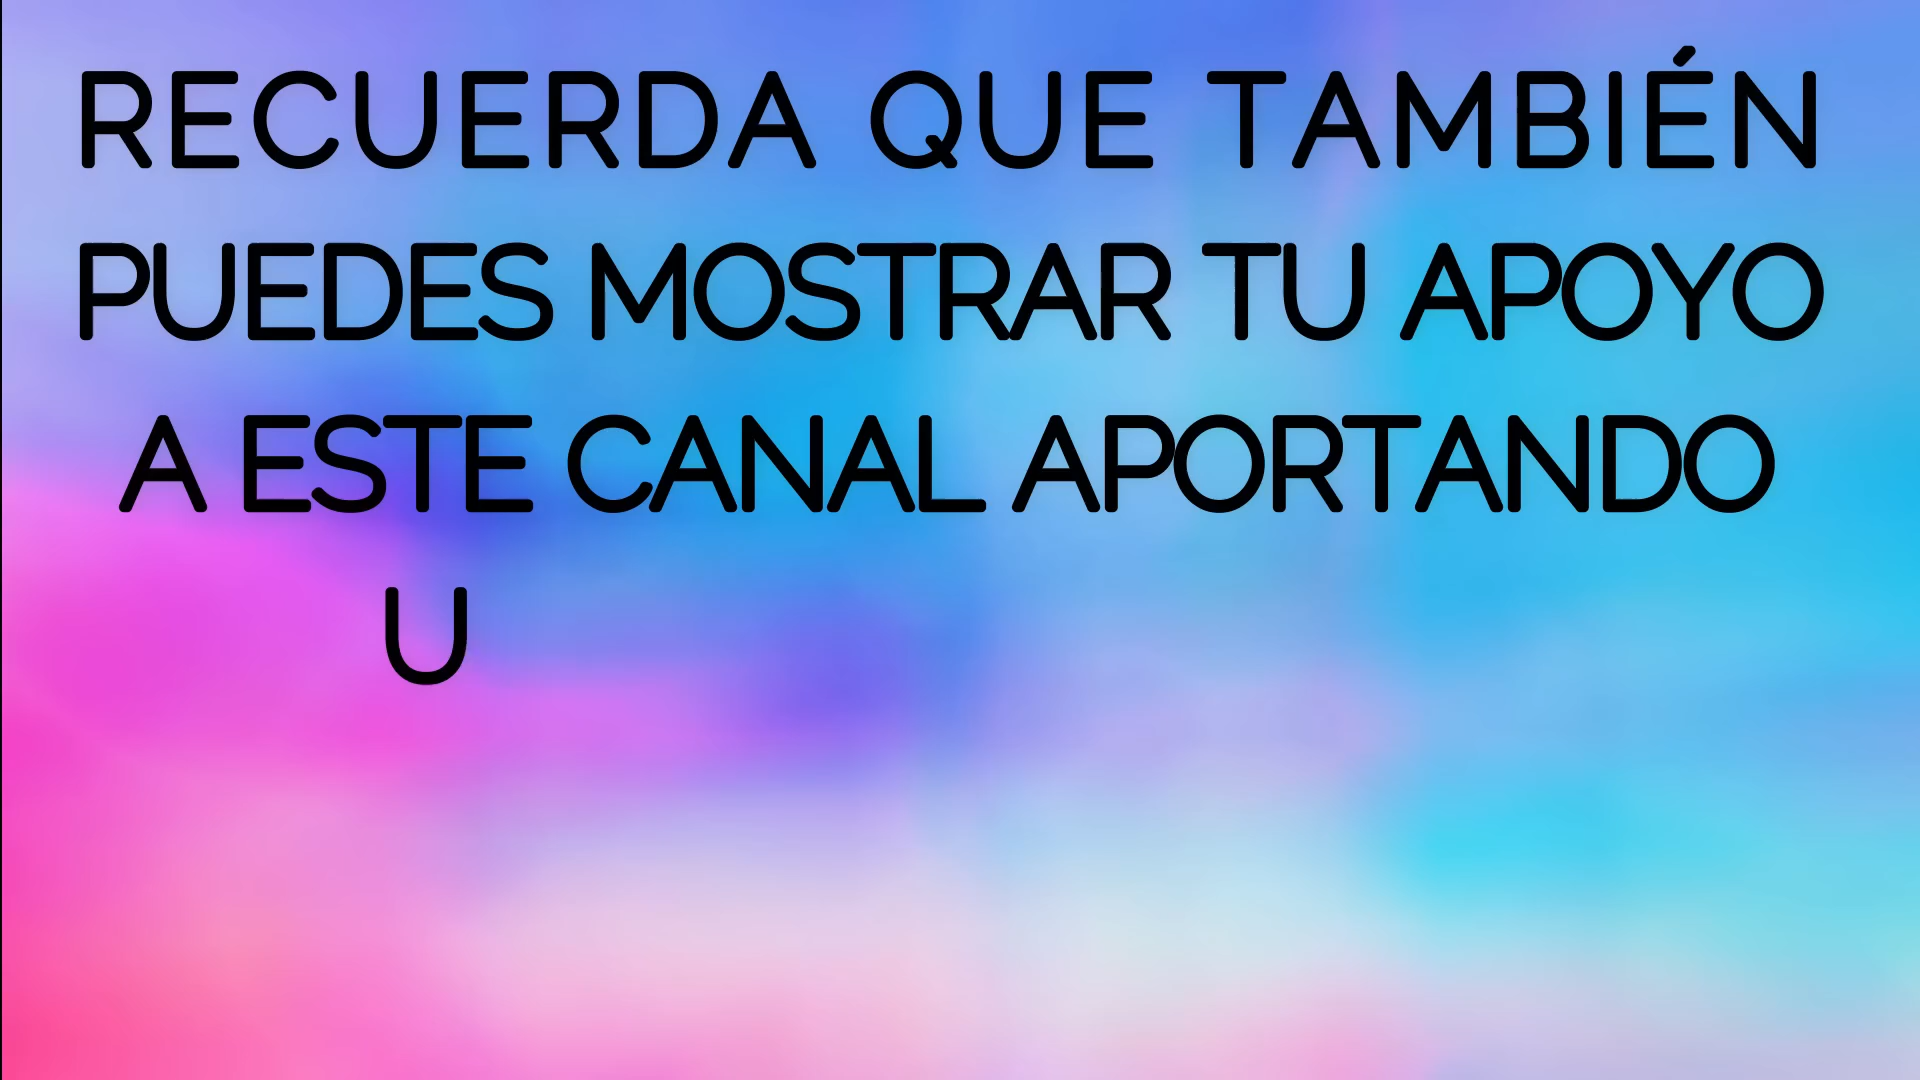 RECUERDA QUE TAMBIÉN
PUEDES MOSTRAR TU APOYO
A ESTE CANAL APORTANDO
U